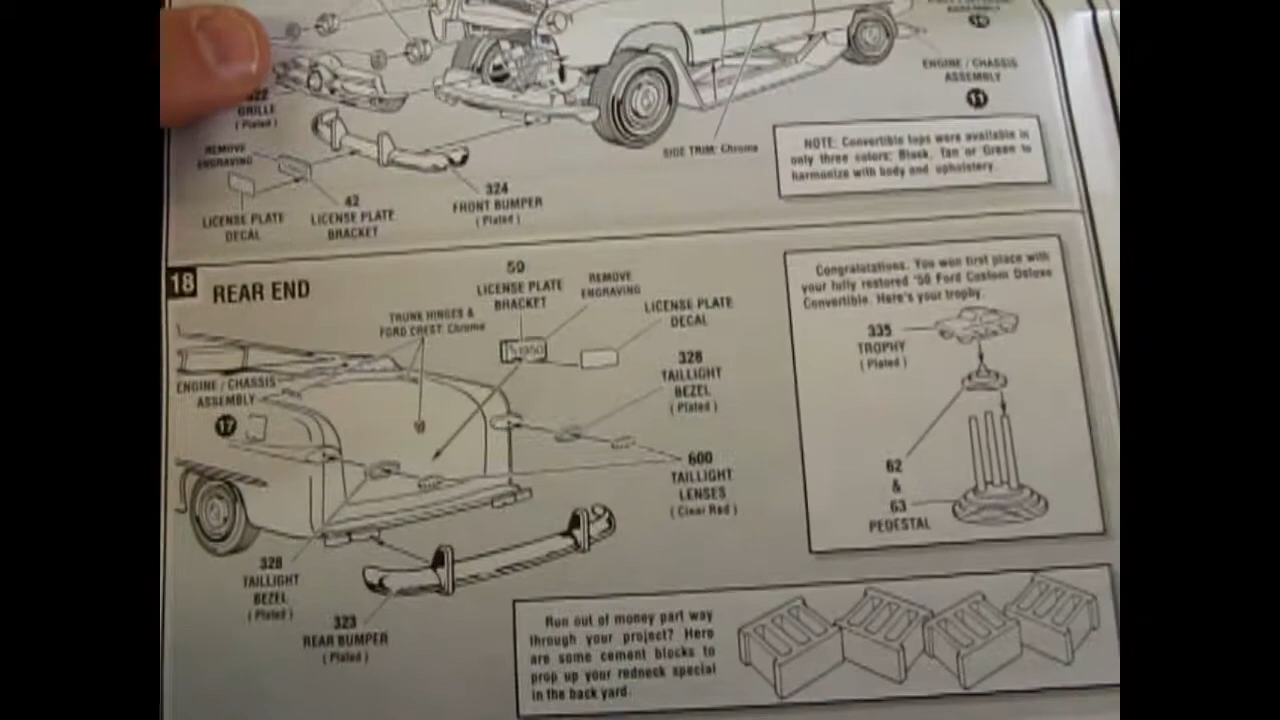 GRILLE
( Plated )
REMOVE
ENGRAVING
LICENSE PLATE
DECAL
42
LICENSE PLATE
BRACKET
324
FRONT BUMPER
( Plated )
SIDE TRIM: Chrome
ASSEMBLY
ENGINE / CHASSIS
ASSEMBLY
11
NOTE: Convertible tops were available in
only three colors: Black, Tan or Green to
harmonize with body and upholstery.
18 REAR END
TRUNK HINGES &
FORD CREST: Chrome
50
LICENSE PLATE
BRACKET
REMOVE
ENGRAVING
LICENSE PLATE
DECAL
1950
328
TAILLIGHT
BEZEL
( Plated )
ENGINE / CHASSIS
ASSEMBLY
17
600
TAILLIGHT
LENSES
( Clear Red )
328
TAILLIGHT
BEZEL
( Plated )
323
REAR BUMPER
( Plated )
Congratulations. You won first place with
your fully restored '50 Ford Custom Deluxe
Convertible. Here's your trophy.
335
TROPHY
( Plated )
62
&
63
PEDESTAL
Run out of money part way
through your project? Here
are some cement blocks to
prop up your redneck special
in the back yard.